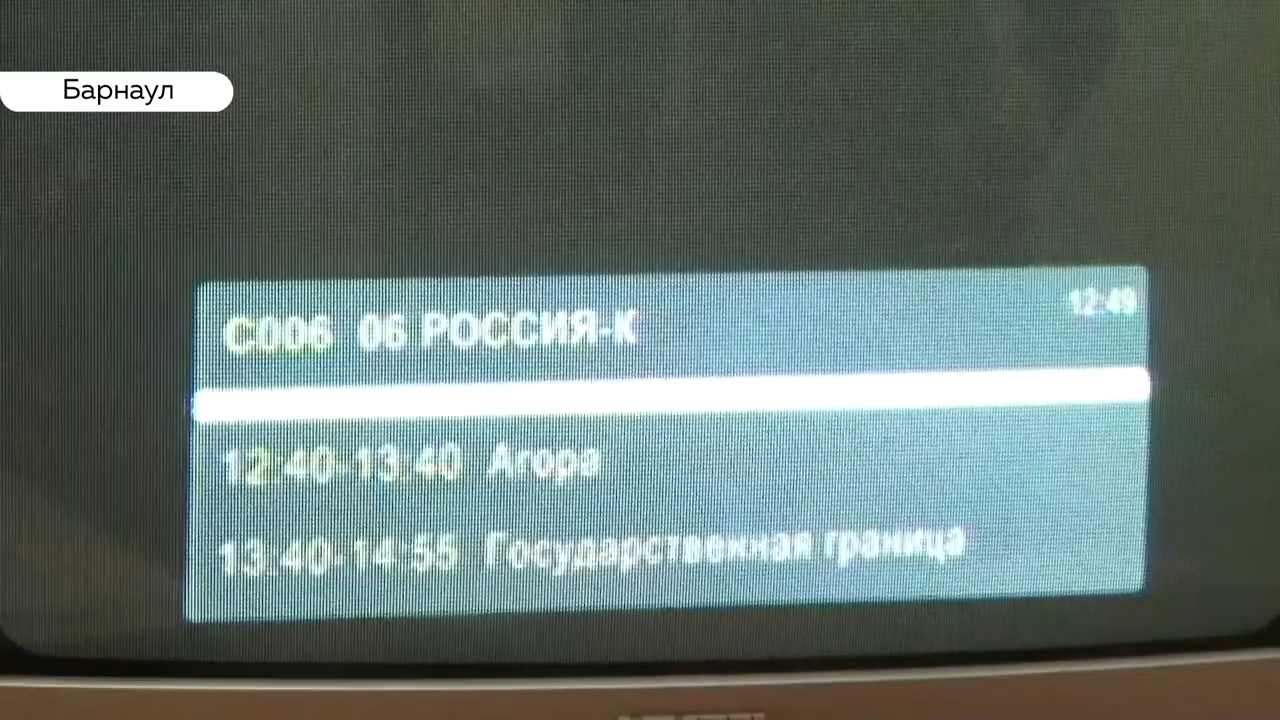 Барнаул
12:49
C006 06 РОССИЯ-К
12:40-13:40 Агора
13:40-14:55 Государственная граница